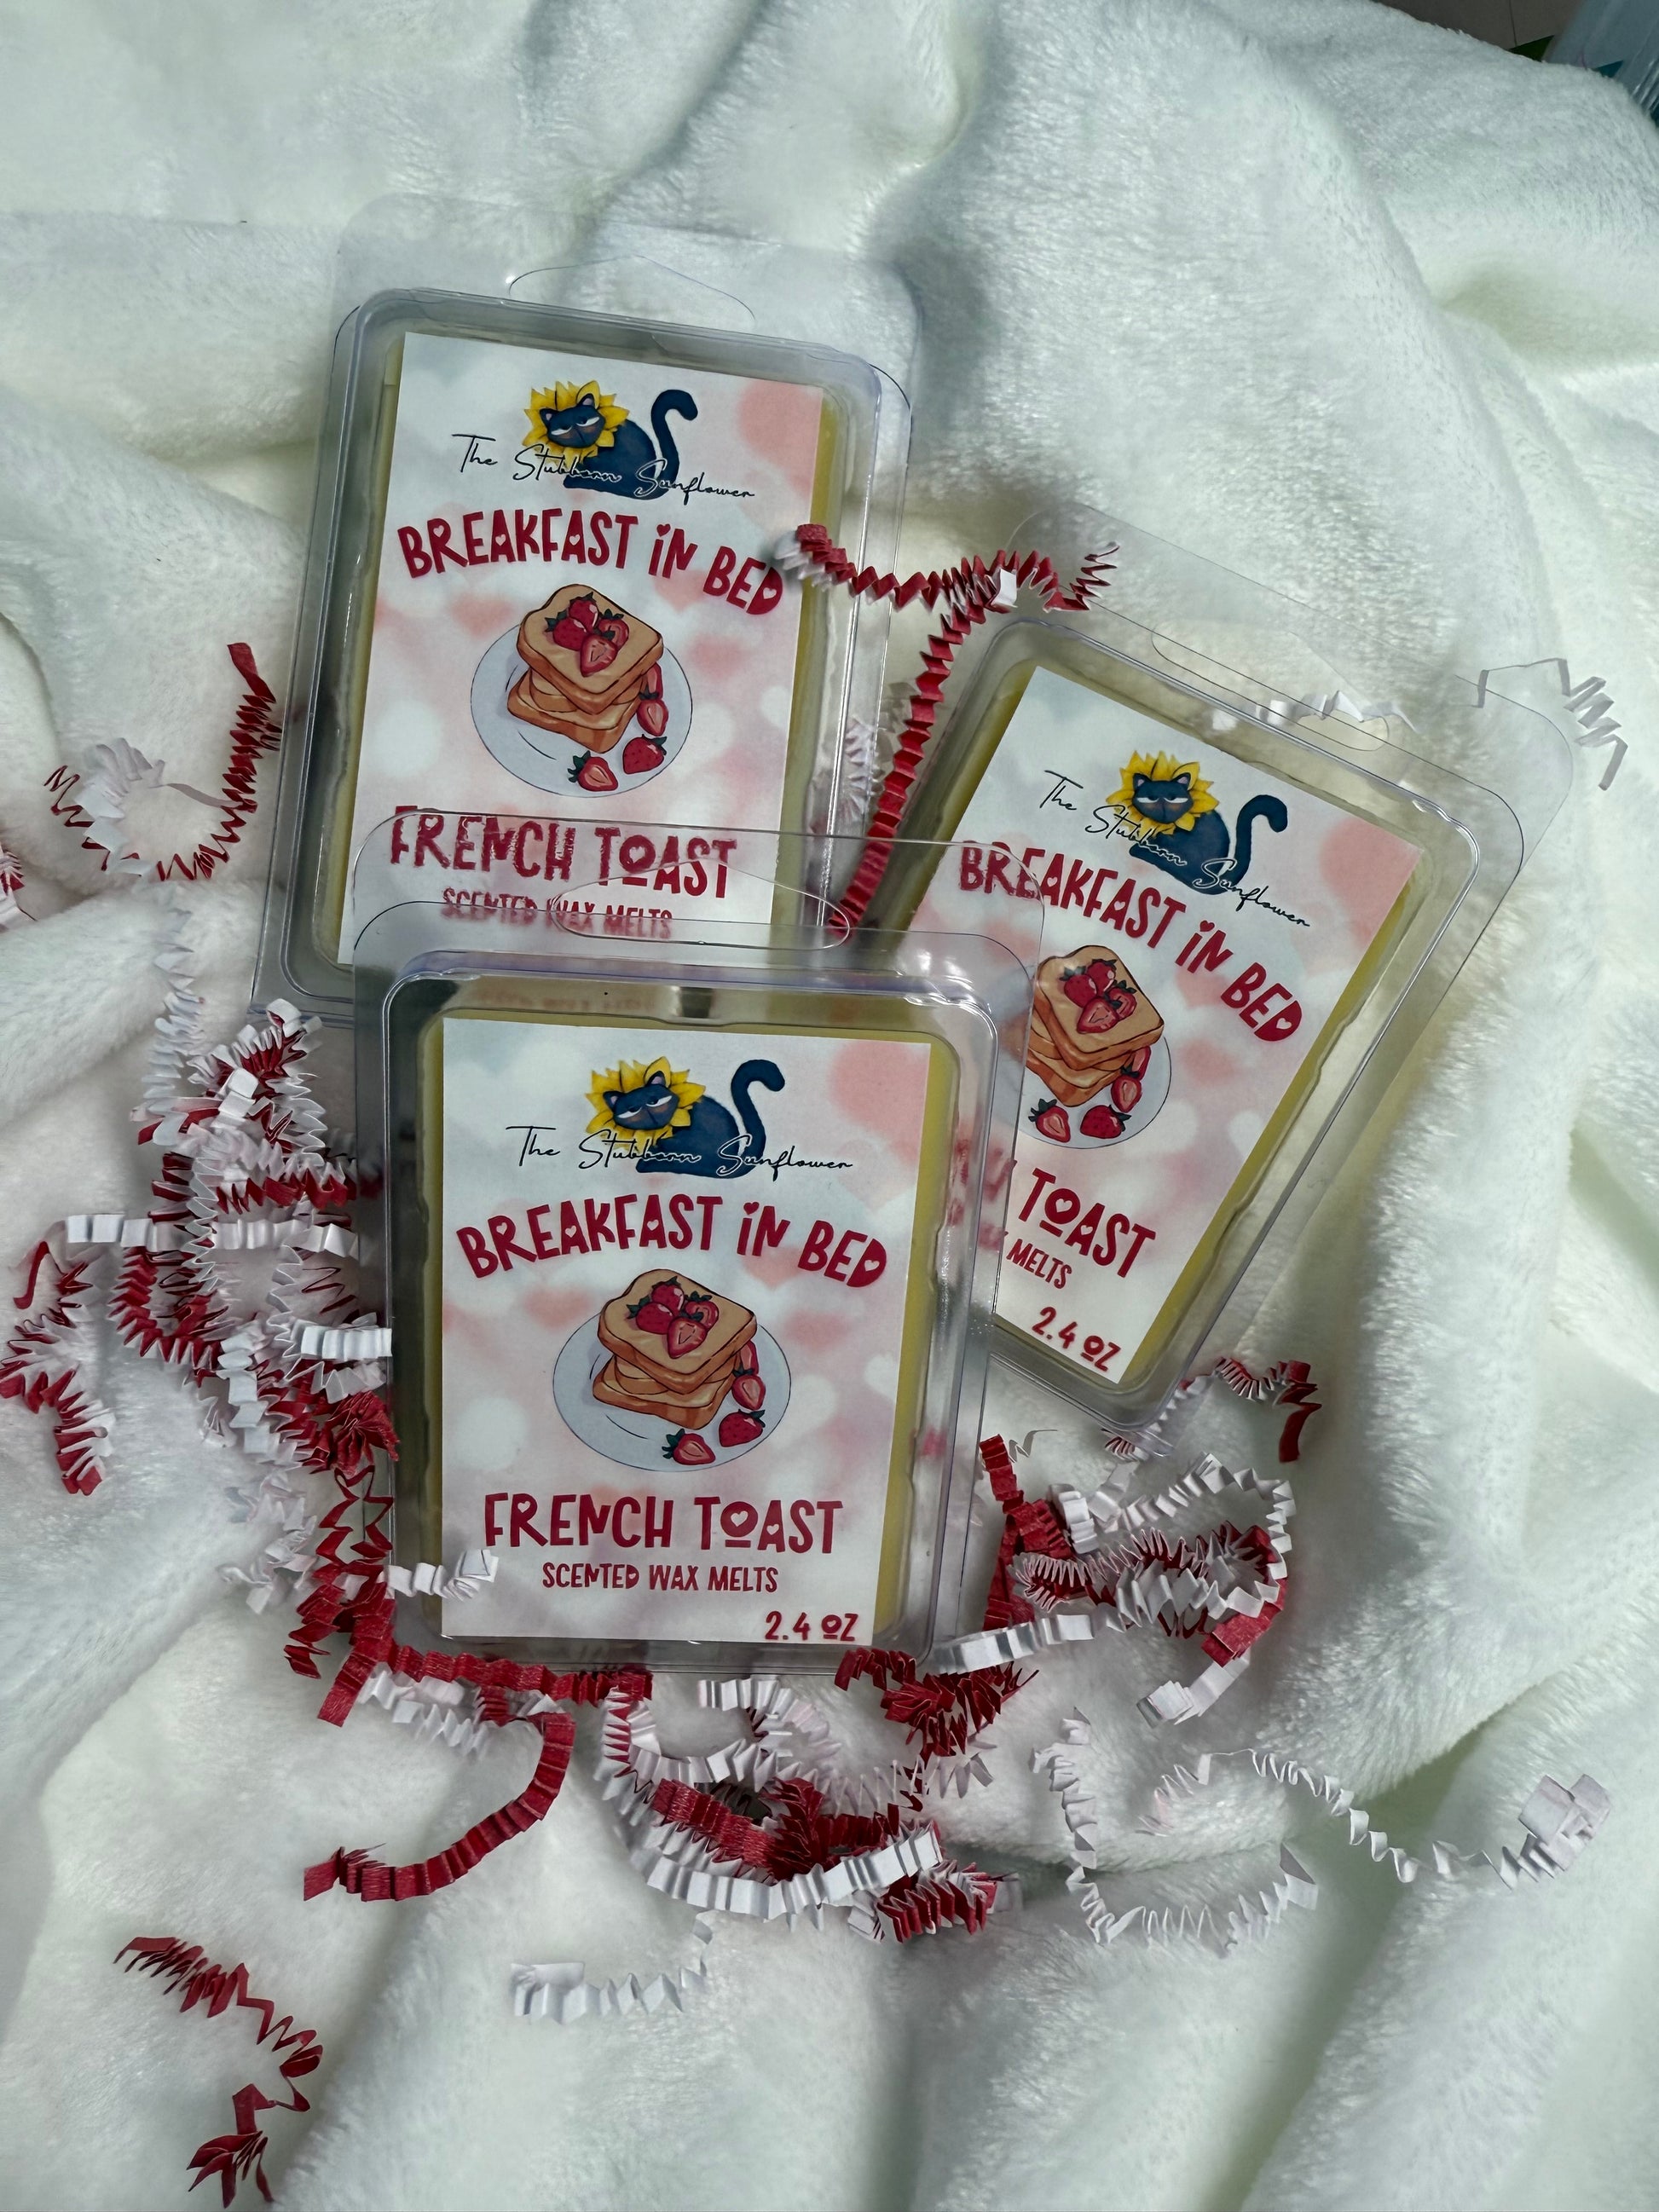 The Stubborn Sunflower
BREAKFAST IN BED
FRENCH TOAST
SCENTED WAX MELTS
The Stubborn Sunflower
BREAKFAST IN BED
TOAST
MELTS
2.4 OZ
The Stubborn Sunflower
BREAKFAST IN BED
FRENCH TOAST
SCENTED WAX MELTS
2.4 OZ